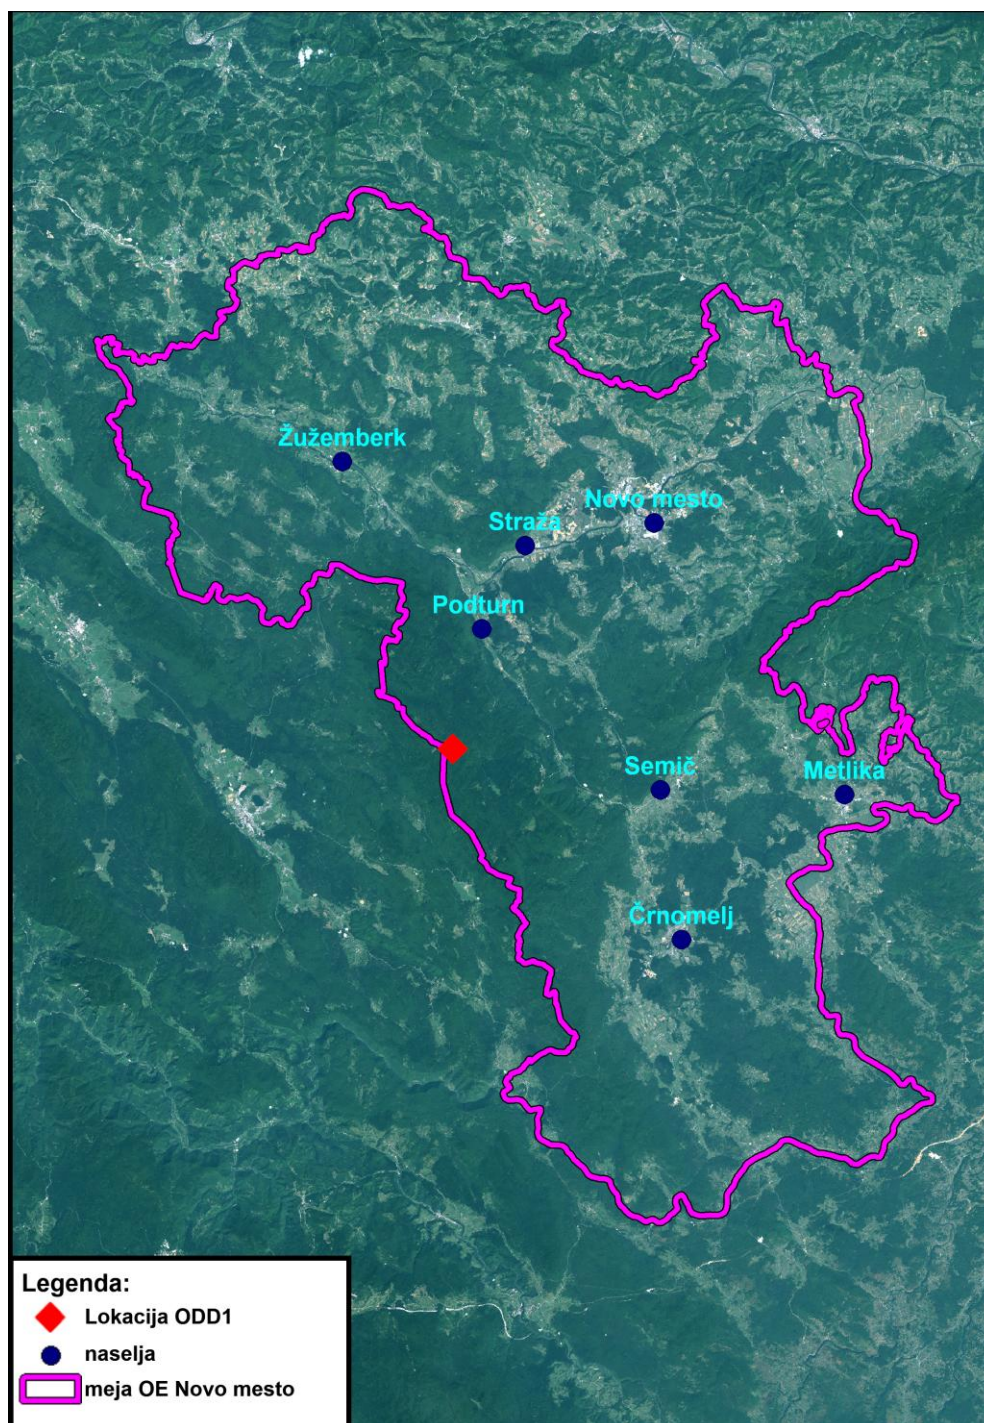 Žužemberk
Novo mesto
Straža
Podturn
Semič
Metlika
Črnomelj
Legenda:
Lokacija ODD1
naselja
meja OE Novo mesto